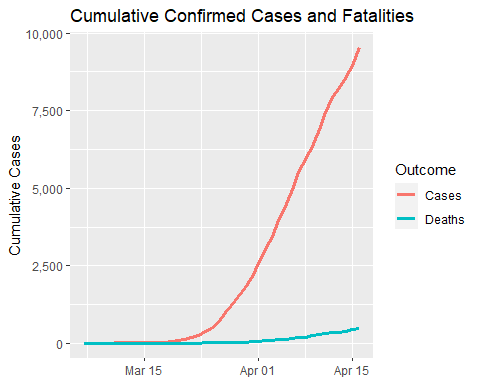 Cumulative Confirmed Cases and Fatalities
10,000
7,500
5,000
2,500
0
Cumulative Cases
Mar 15
Apr 01
Apr 15
Outcome
Cases
Deaths